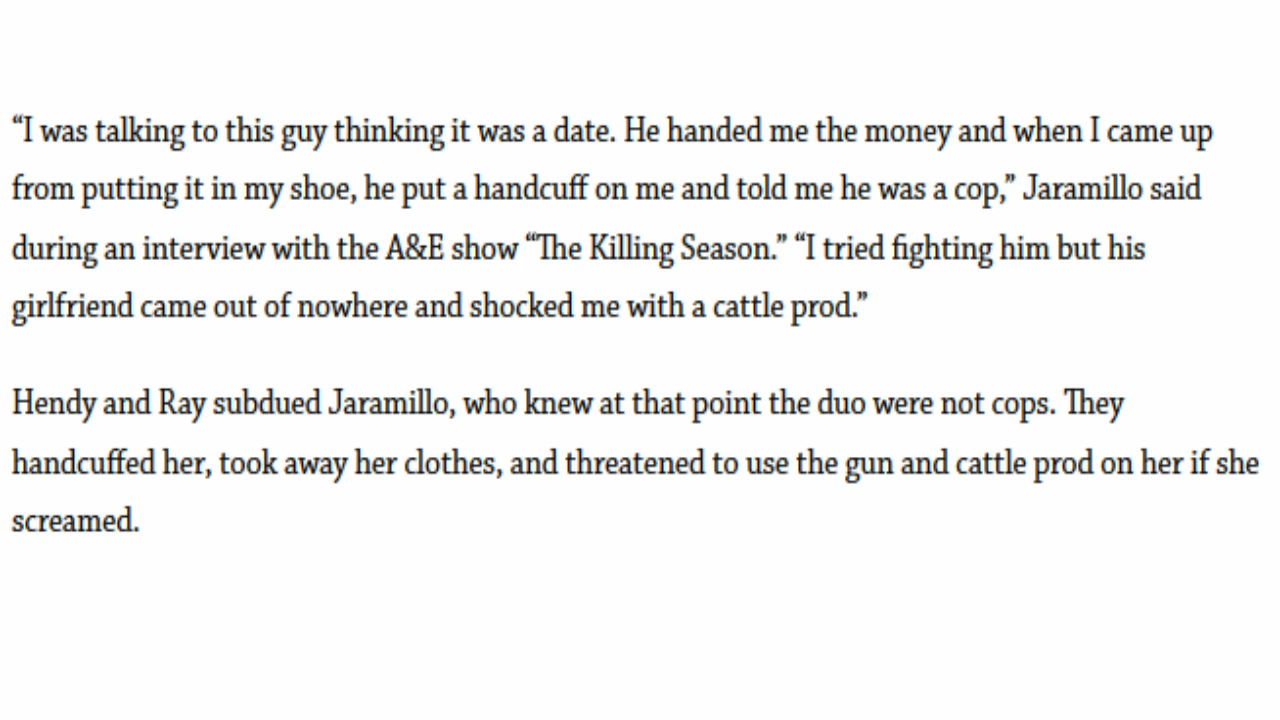 “I was talking to this guy thinking it was a date. He handed me the money and when I came up
from putting it in my shoe, he put a handcuff on me and told me he was a cop,” Jaramillo said
during an interview with the A&E show “The Killing Season.” “I tried fighting him but his
girlfriend came out of nowhere and shocked me with a cattle prod.”
Hendy and Ray subdued Jaramillo, who knew at that point the duo were not cops. They
handcuffed her, took away her clothes, and threatened to use the gun and cattle prod on her if she
screamed.